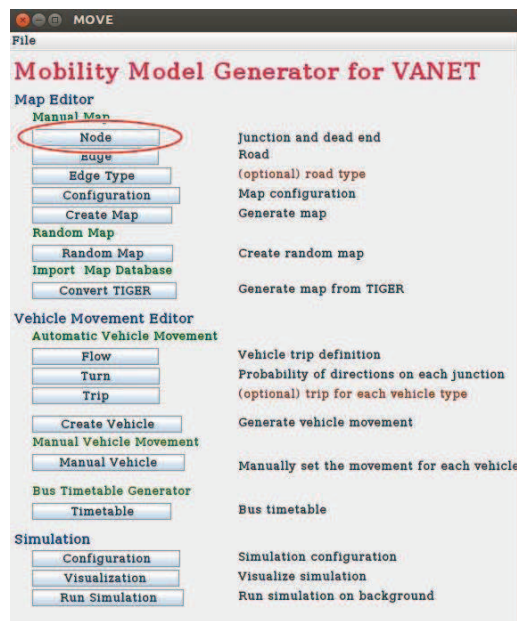 MOVE
File
Mobility Model Generator for VANET
Map Editor
Manual Map
Node Junction and dead end
Edge Road
Edge Type (optional) road type
Configuration Map configuration
Create Map Generate map
Random Map
Random Map Create random map
Import Map Database
Convert TIGER Generate map from TIGER
Vehicle Movement Editor
Automatic Vehicle Movement
Flow Vehicle trip definition
Turn Probability of directions on each junction
Trip (optional) trip for each vehicle type
Create Vehicle Generate vehicle movement
Manual Vehicle Movement
Manual Vehicle Manually set the movement for each vehicle
Bus Timetable Generator
Timetable Bus timetable
Simulation
Configuration Simulation configuration
Visualization Visualize simulation
Run Simulation Run simulation on background